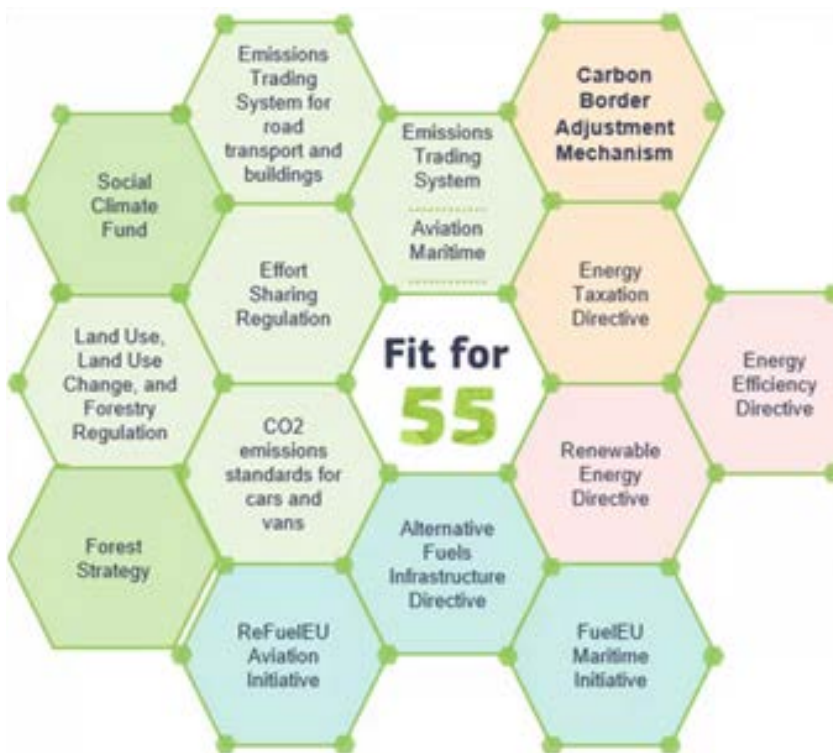 Emissions
Trading
System for
road
transport and
buildings
Carbon
Border
Adjustment
Mechanism
Emissions
Trading
System
Aviation
Maritime
Social
Climate
Fund
Effort
Sharing
Regulation
Energy
Taxation
Directive
Land Use,
Land Use
Change, and
Forestry
Regulation
Fit for
55
Energy
Efficiency
Directive
CO2
emissions
standards for
cars and
vans
Renewable
Energy
Directive
Forest
Strategy
Alternative
Fuels
Infrastructure
Directive
ReFuelEU
Aviation
Initiative
FuelEU
Maritime
Initiative